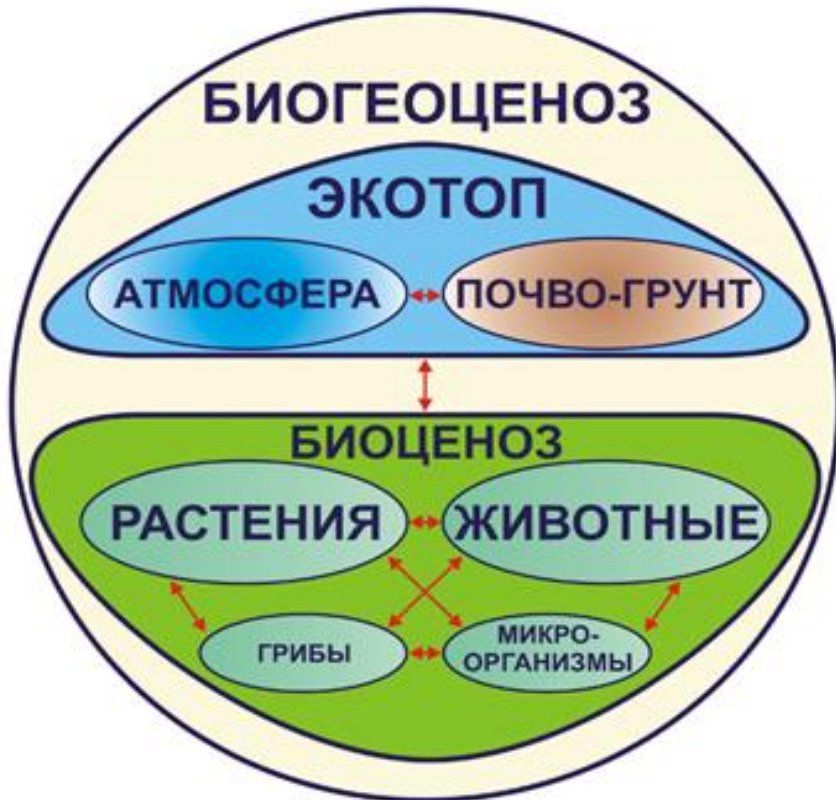 БИОГЕОЦЕНОЗ
ЭКОТОП
АТМОСФЕРА
ПОЧВО-ГРУНТ
БИОЦЕНОЗ
РАСТЕНИЯ
ЖИВОТНЫЕ
ГРИБЫ
МИКРО-
ОРГАНИЗМЫ